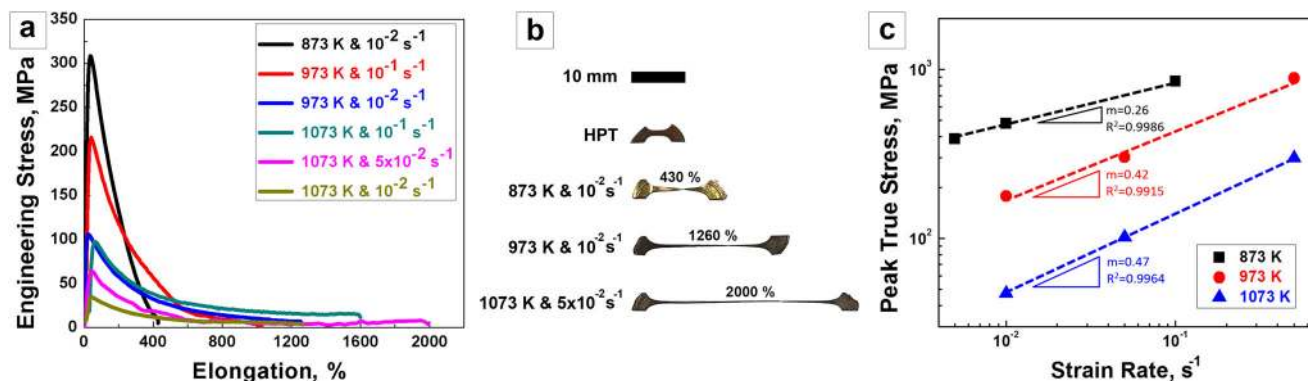 a
350
300
250
200
150
100
50
0
Engineering Stress, MPa
873 K & 10⁻² s⁻¹
973 K & 10⁻¹ s⁻¹
973 K & 10⁻² s⁻¹
1073 K & 10⁻¹ s⁻¹
1073 K & 5x10⁻² s⁻¹
1073 K & 10⁻² s⁻¹
0 400 800 1200 1600 2000
Elongation, %
b
10 mm
HPT
430 %
873 K & 10⁻² s⁻¹
1260 %
973 K & 10⁻² s⁻¹
2000 %
1073 K & 5x10⁻² s⁻¹
c
Peak True Stress, MPa
10³
10²
m=0.26
R²=0.9986
m=0.42
R²=0.9915
m=0.47
R²=0.9964
873 K
973 K
1073 K
10⁻² 10⁻¹
Strain Rate, s⁻¹